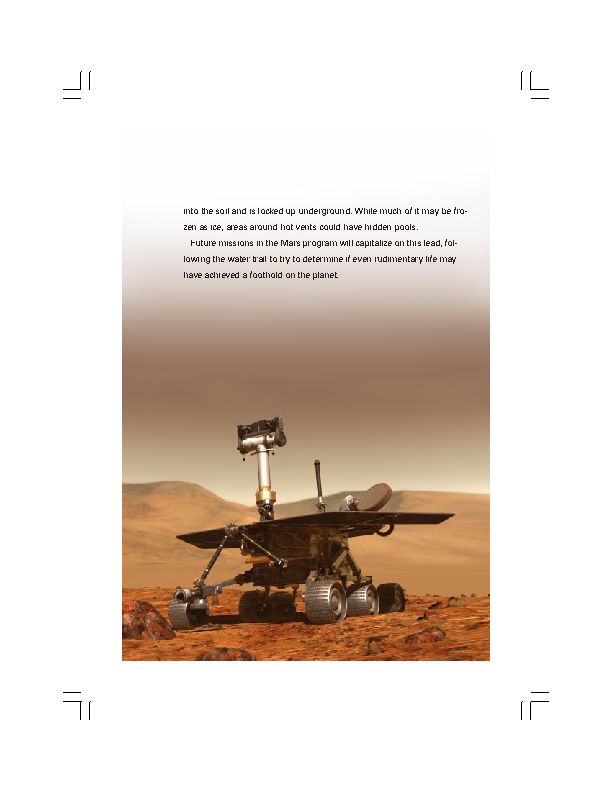 into the soil and is locked up underground. While much of it may be fro-
zen as ice, areas around hot vents could have hidden pools.
Future missions in the Mars program will capitalize on this lead, fol-
lowing the water trail to try to determine if even rudimentary life may
have achieved a foothold on the planet.